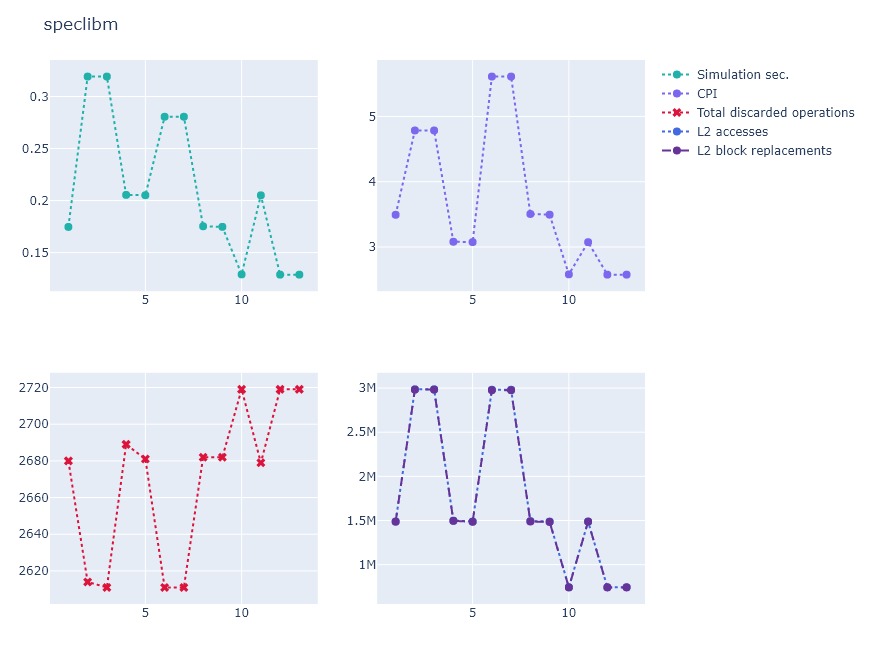 speclibm
0.3
0.25
0.2
0.15
5
10
5
4
3
5
10
Simulation sec.
CPI
Total discarded operations
L2 accesses
L2 block replacements
2720
2700
2680
2660
2640
2620
5
10
3M
2.5M
2M
1.5M
1M
5
10